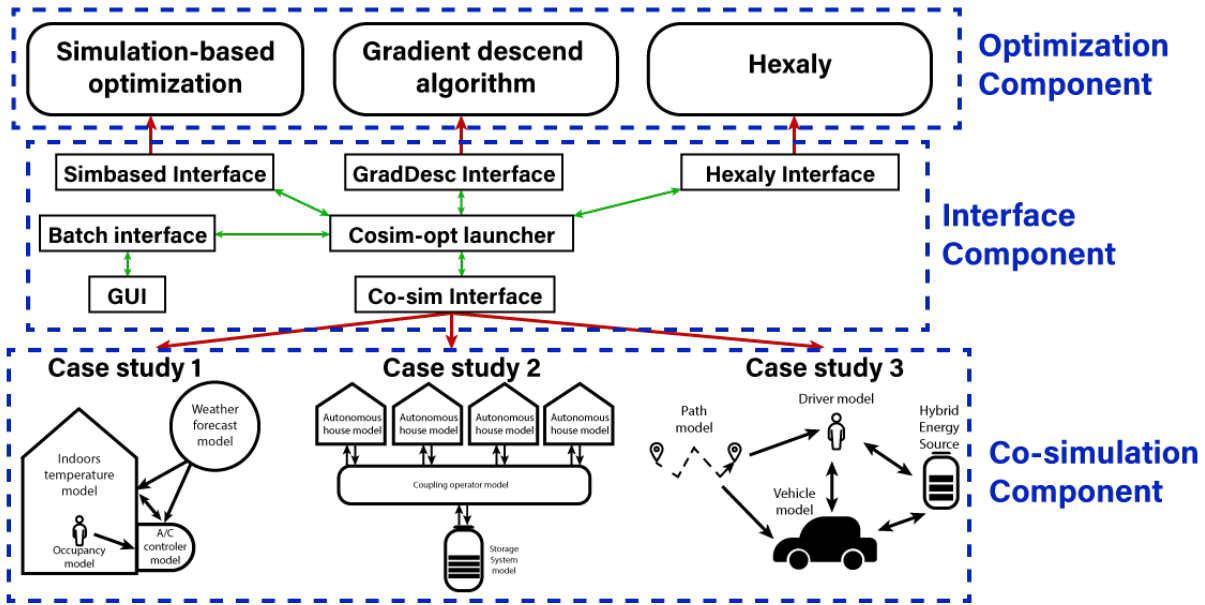 Simulation-based
optimization
Gradient descend
algorithm
Hexaly
Optimization
Component
Simbased Interface
GradDesc Interface
Hexaly Interface
Batch interface
Cosim-opt launcher
GUI
Co-sim Interface
Interface
Component
Case study 1
Weather
forecast
model
Indoors
temperature
model
Occupancy
model
A/C
controler
model
Case study 2
Autonomous
house model
Autonomous
house model
Autonomous
house model
Autonomous
house model
Coupling operator model
Storage
System
model
Case study 3
Path
model
Driver model
Hybrid
Energy
Source
Vehicle
model
Co-simulation
Component